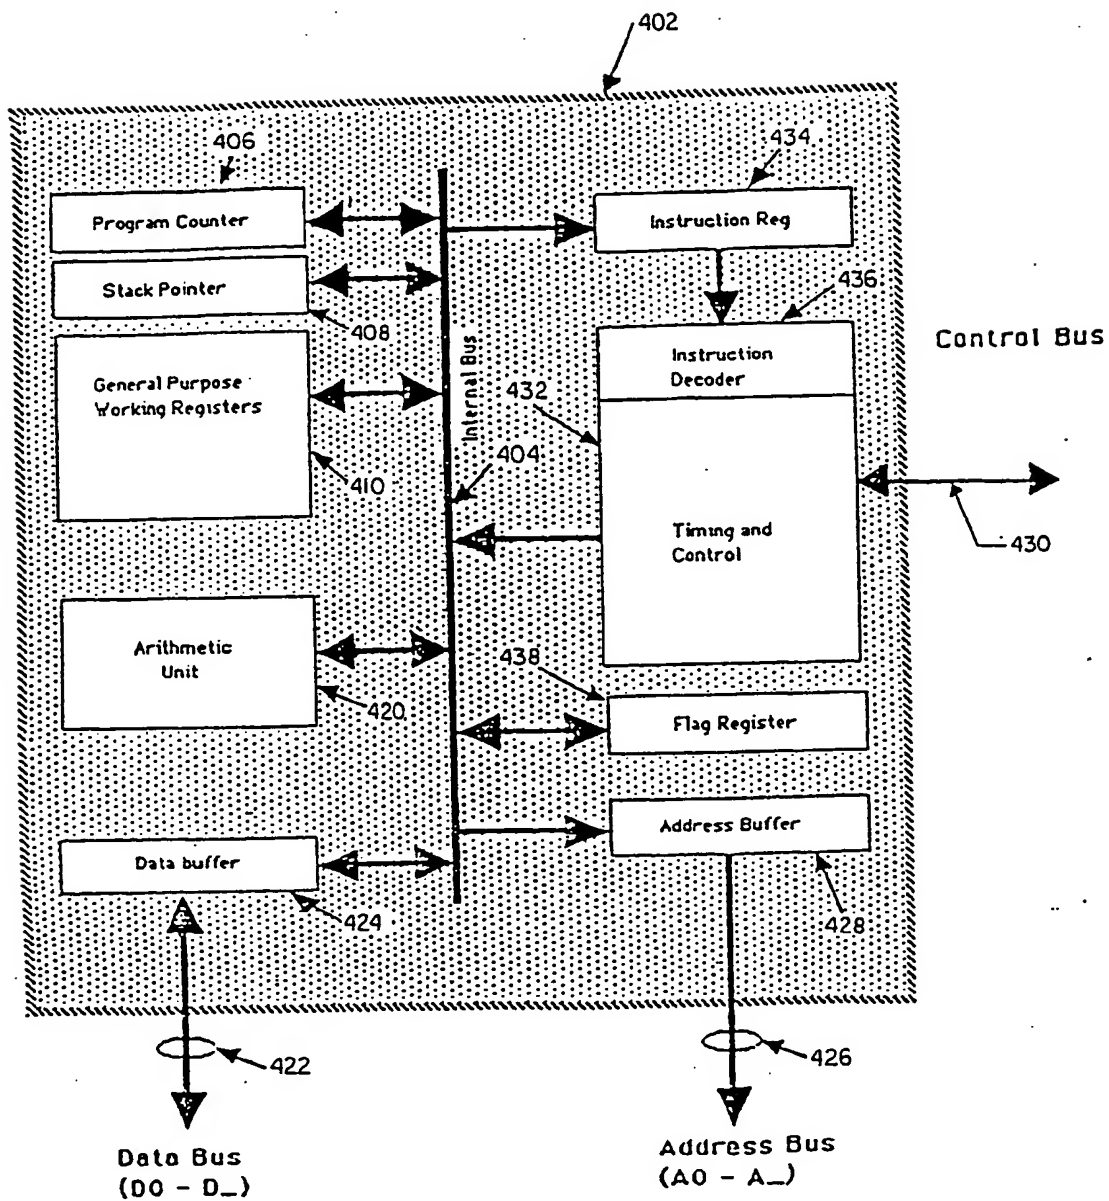 402
406
434
Program Counter
Instruction Reg
Stack Pointer
408
436
Control Bus
General Purpose
Working Registers
Instruction
Decoder
Internal Bus
432
404
410
Timing and
Control
430
Arithmetic
Unit
438
420
Flag Register
Address Buffer
Data buffer
424
428
422
426
Data Bus
(D0 - D_)
Address Bus
(A0 - A_)